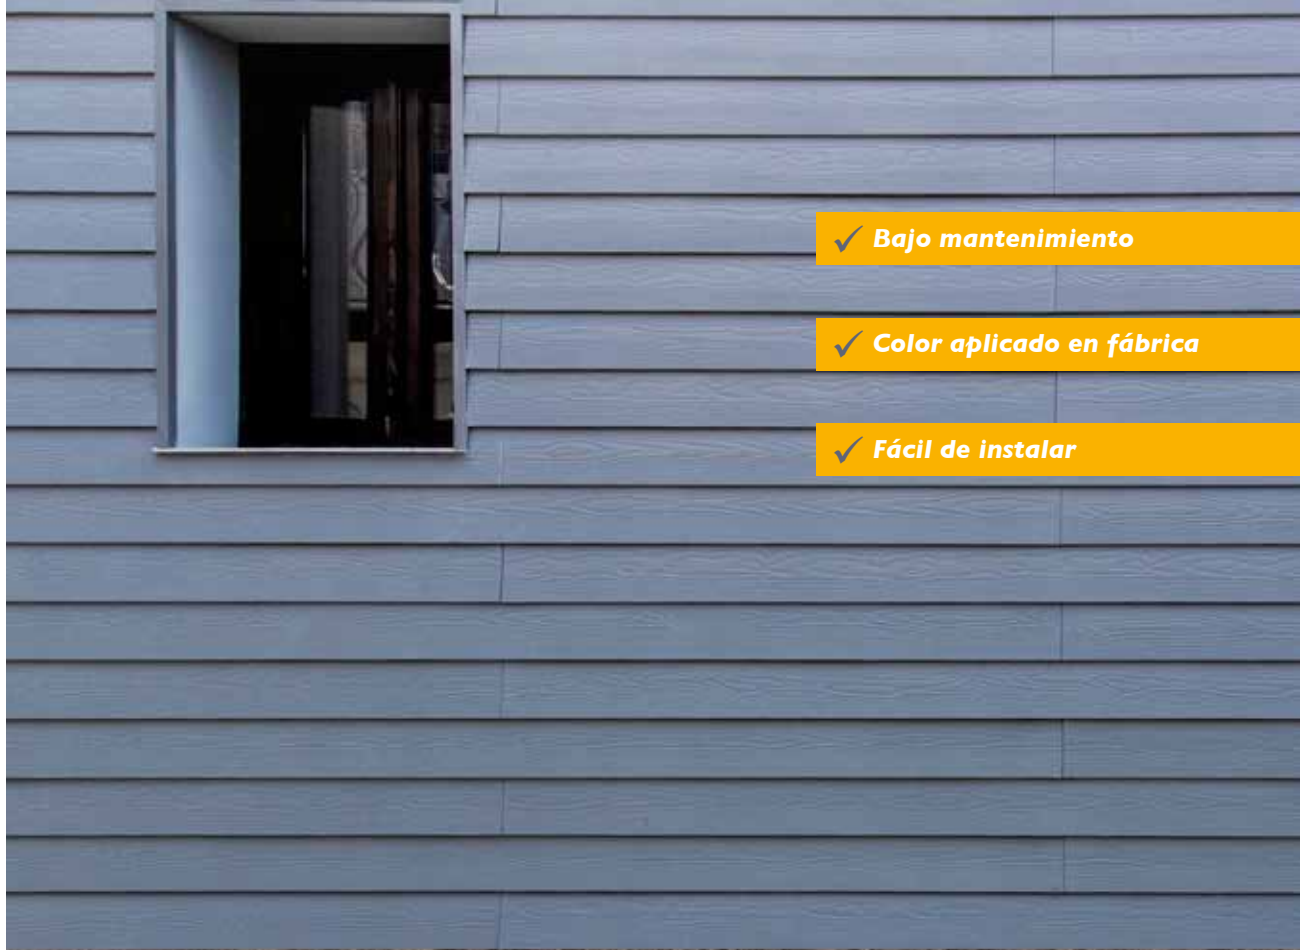 ✓ Bajo mantenimiento
✓ Color aplicado en fábrica
✓ Fácil de instalar